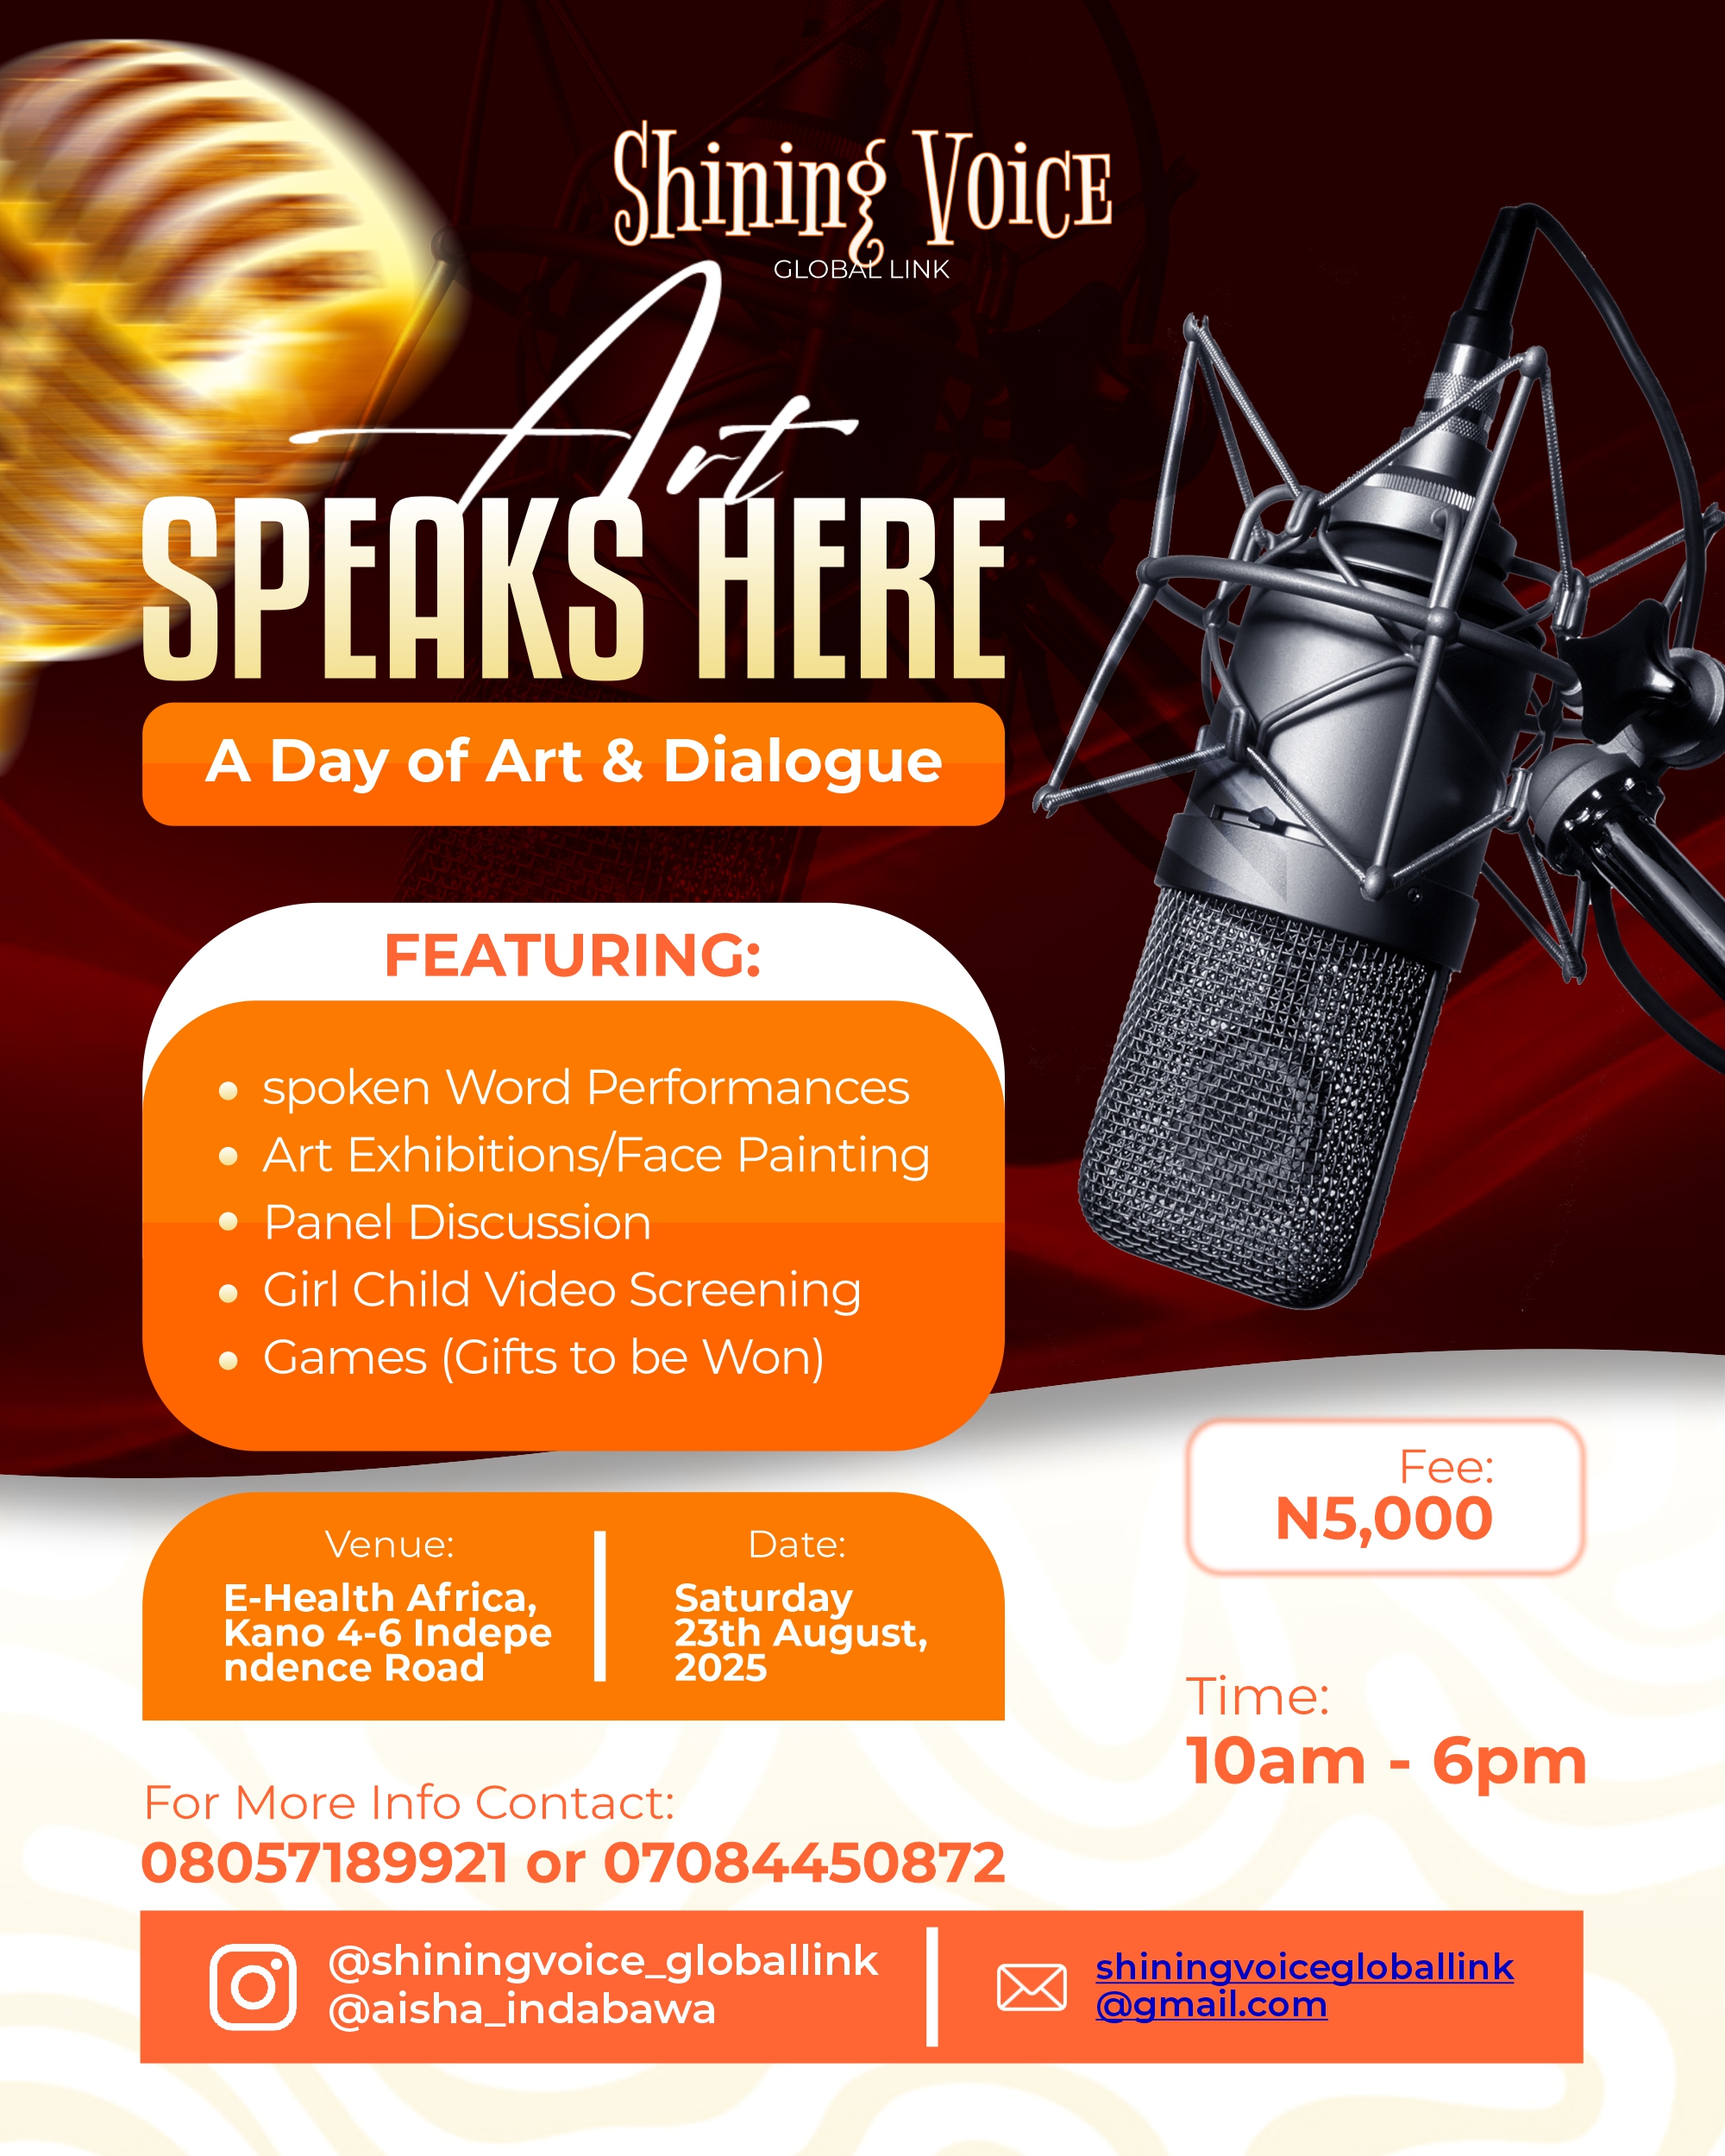 Shining Voice
GLOBAL LINK
Art
SPEAKS HERE
A Day of Art & Dialogue
FEATURING:
spoken Word Performances
Art Exhibitions/Face Painting
Panel Discussion
Girl Child Video Screening
Games (Gifts to be Won)
Fee:
N5,000
Venue:
E-Health Africa,
Kano 4-6 Indepe
ndence Road
Date:
Saturday
23th August,
2025
Time:
10am - 6pm
For More Info Contact:
08057189921 or 07084450872
@shiningvoice_globallink
@aisha_indabawa
shiningvoicegloballink
@gmail.com